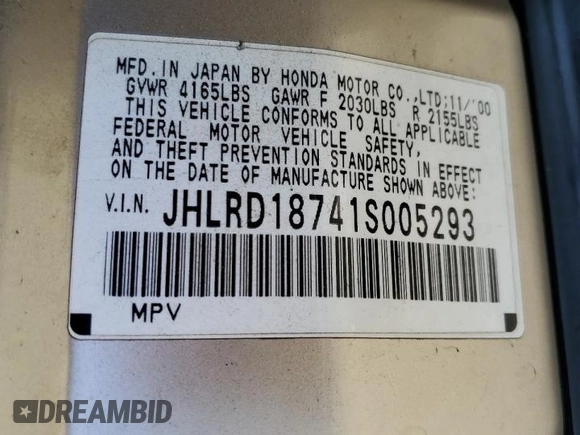 MFD. IN JAPAN BY HONDA MOTOR CO.,LTD;11/'00
GVWR 4165LBS GAWR F 2030LBS R 2155LBS
THIS VEHICLE CONFORMS TO ALL APPLICABLE
FEDERAL MOTOR VEHICLE SAFETY,
AND THEFT PREVENTION STANDARDS IN EFFECT
ON THE DATE OF MANUFACTURE SHOWN ABOVE:
V.I.N. JHLRD18741S005293
MPV
DREAMBID